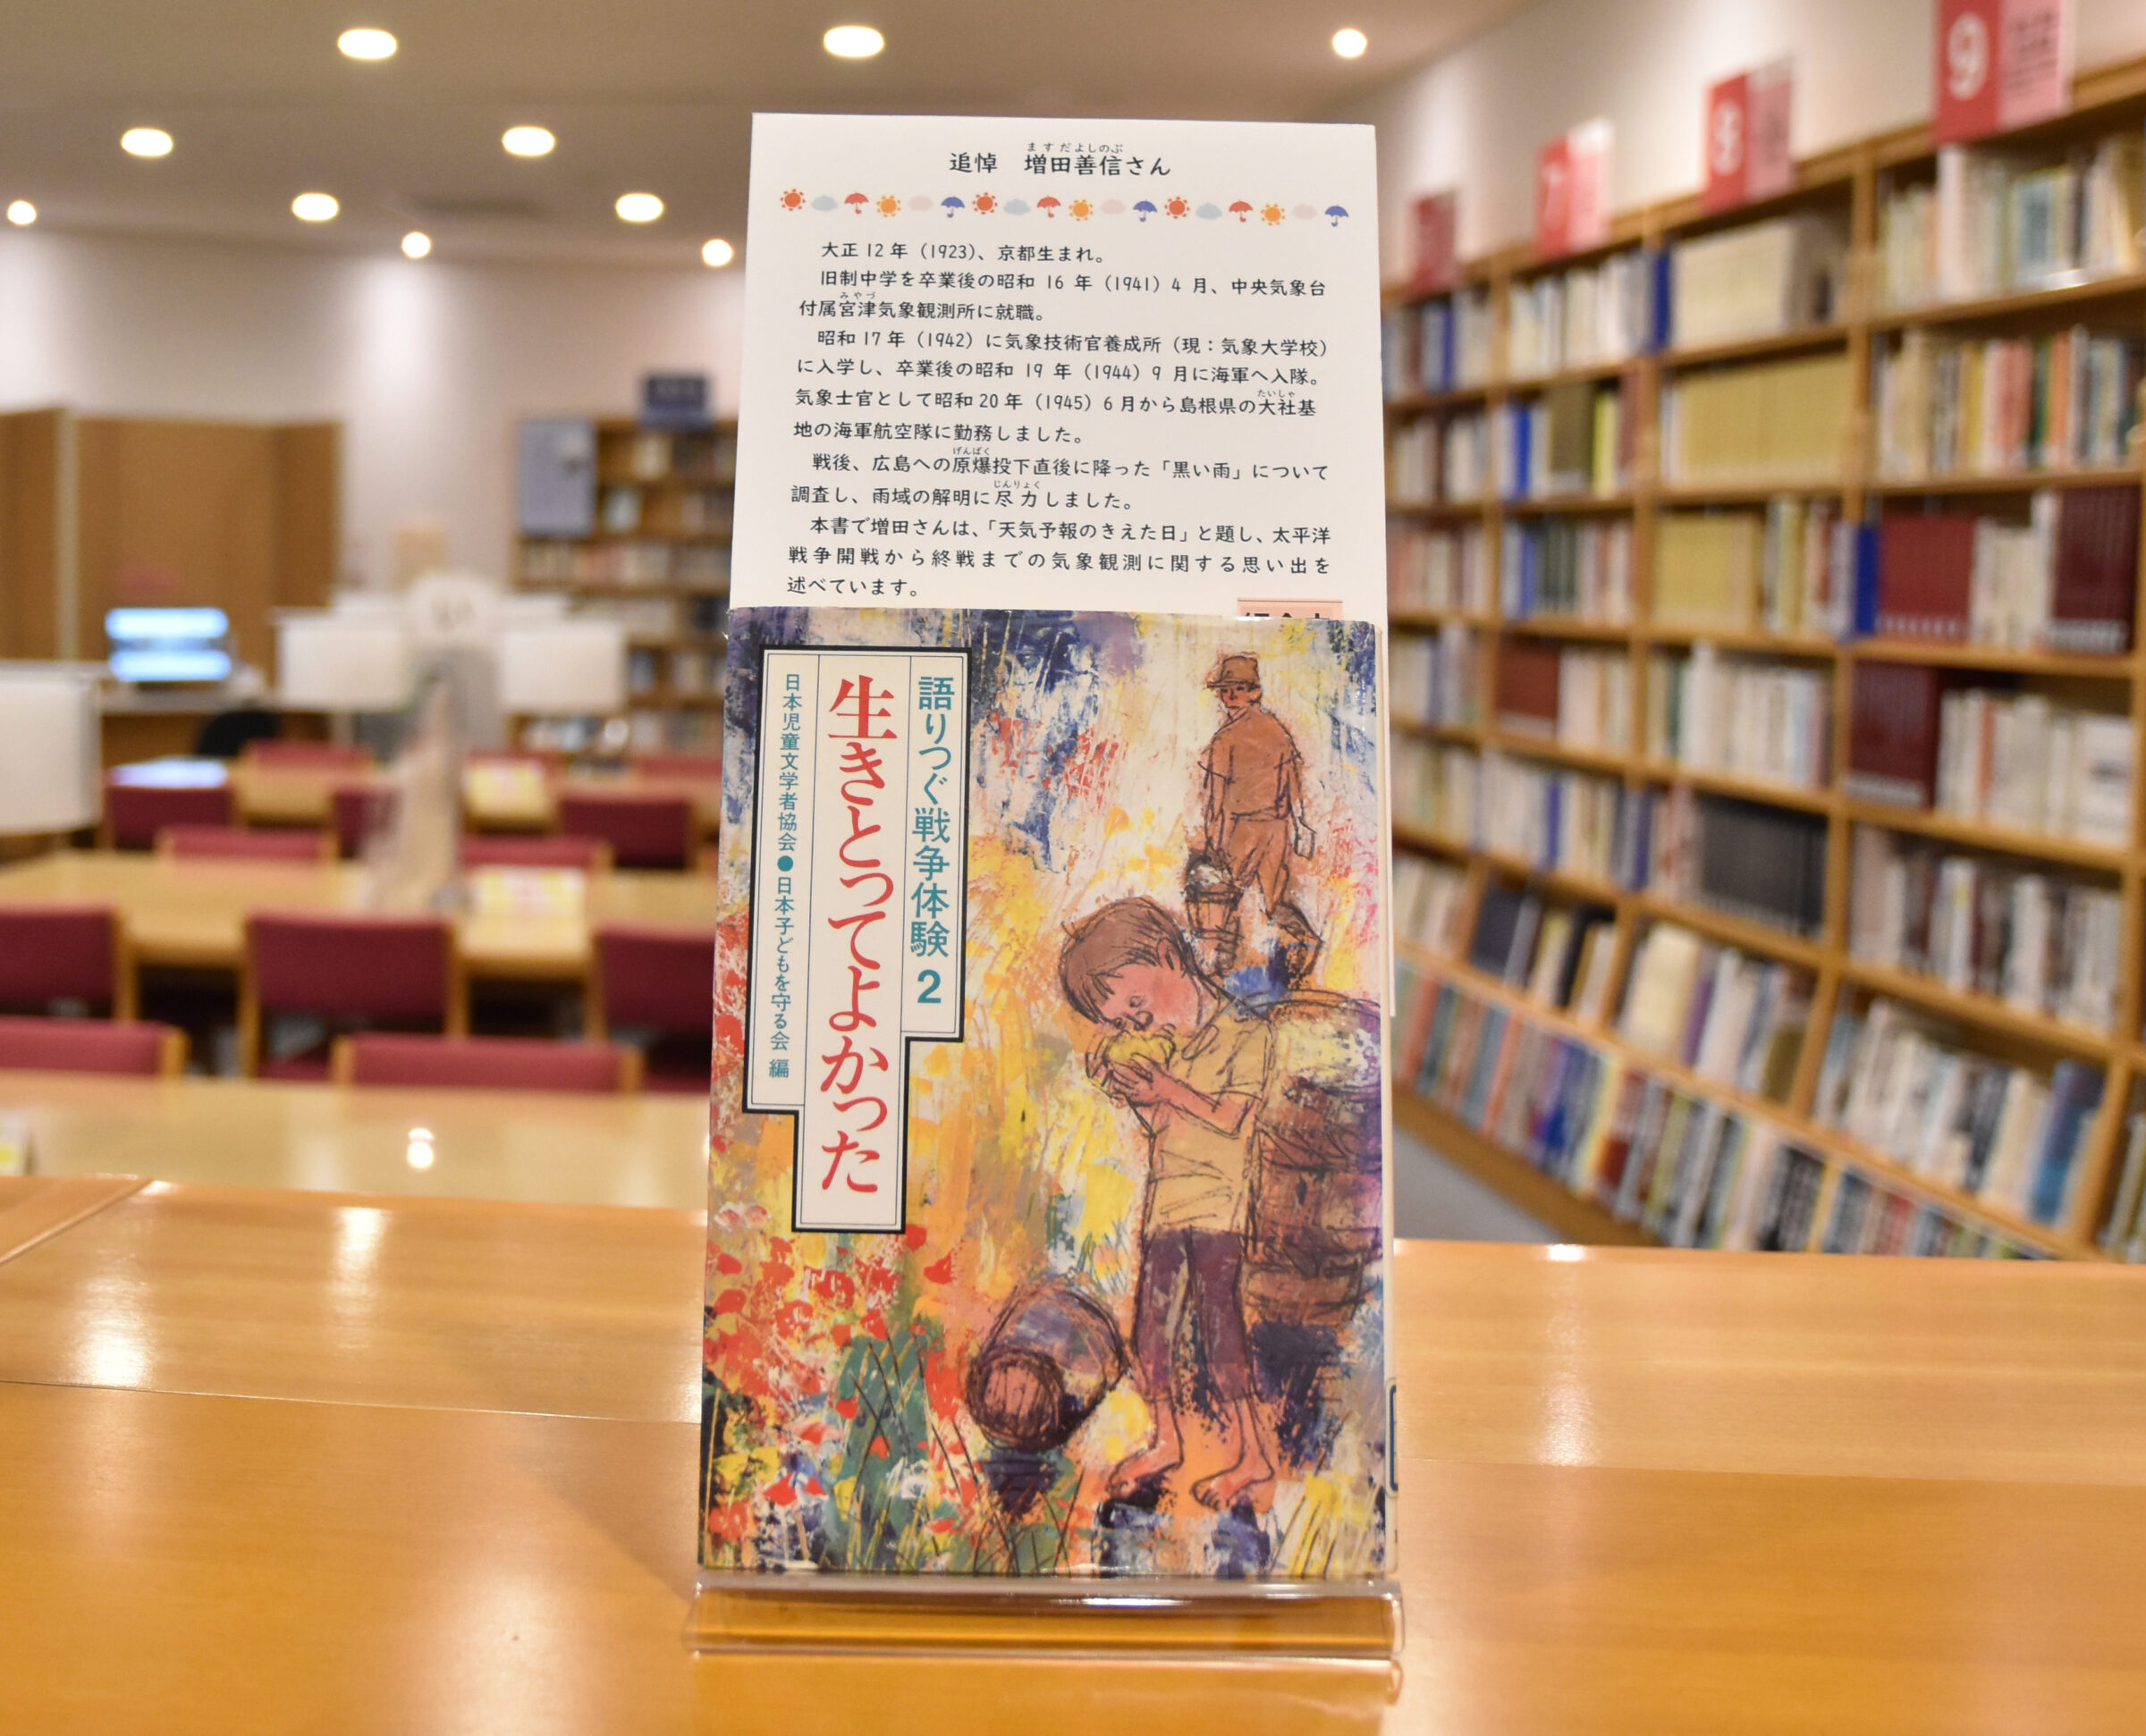 追悼 増田善信さん
大正12年（1923）、京都生まれ。
旧制中学を卒業後の昭和 16 年（1941）4 月、中央気象台
付属宮津気象観測所に就職。
昭和17年（1942）に気象技術官養成所（現：気象大学校）
に入学し、卒業後の昭和 19 年（1944）9 月に海軍へ入隊。
気象士官として昭和20年（1945）6月から島根県の大社基
地の海軍航空隊に勤務しました。
戦後、広島への原爆投下直後に降った「黒い雨」について
調査し、雨域の解明に尽力しました。
本書で増田さんは、「天気予報のきえた日」と題し、太平洋
戦争開戦から終戦までの気象観測に関する思い出を
述べています。
語りつぐ戦争体験2
生きとってよかった
日本児童文学者協会●日本子どもを守る会 編
7
8
9